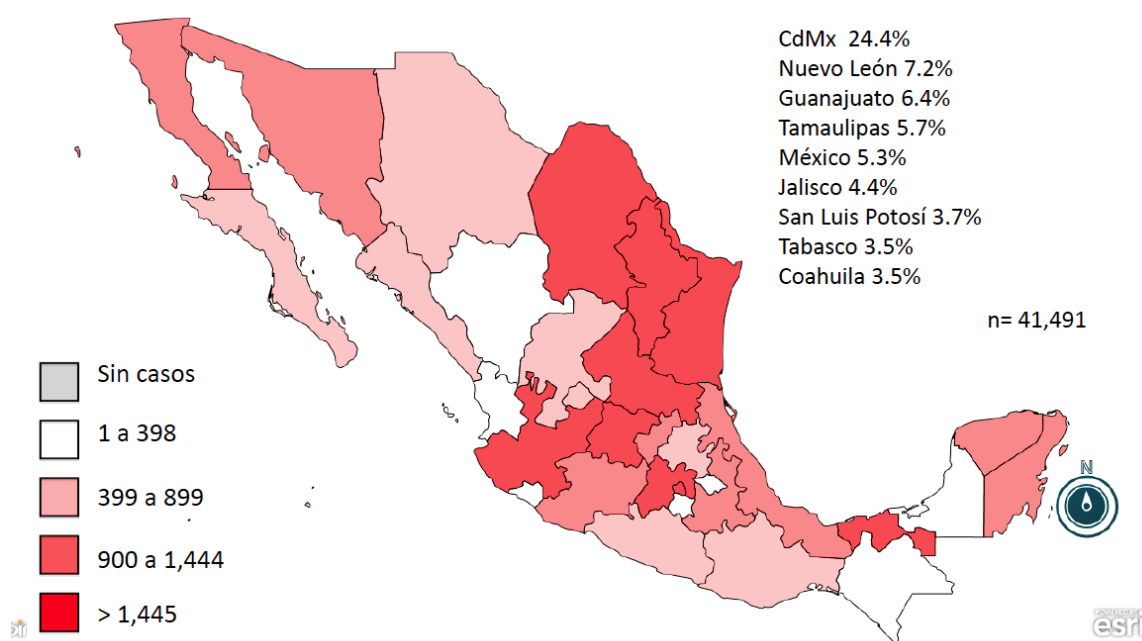 CdMx 24.4%
Nuevo León 7.2%
Guanajuato 6.4%
Tamaulipas 5.7%
México 5.3%
Jalisco 4.4%
San Luis Potosí 3.7%
Tabasco 3.5%
Coahuila 3.5%
n= 41,491
Sin casos
1 a 398
399 a 899
900 a 1,444
> 1,445
N
POWERED BY
esri